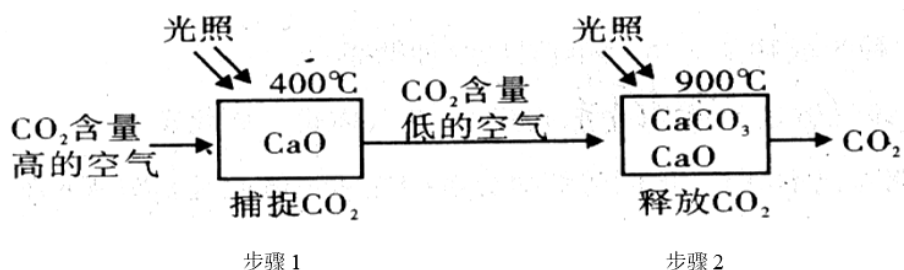 光照
光照
400℃
900℃
CO₂含量
高的空气
CaO
CO₂含量
低的空气
CaCO₃
CaO
CO₂
捕捉CO₂
释放CO₂
步骤1
步骤2